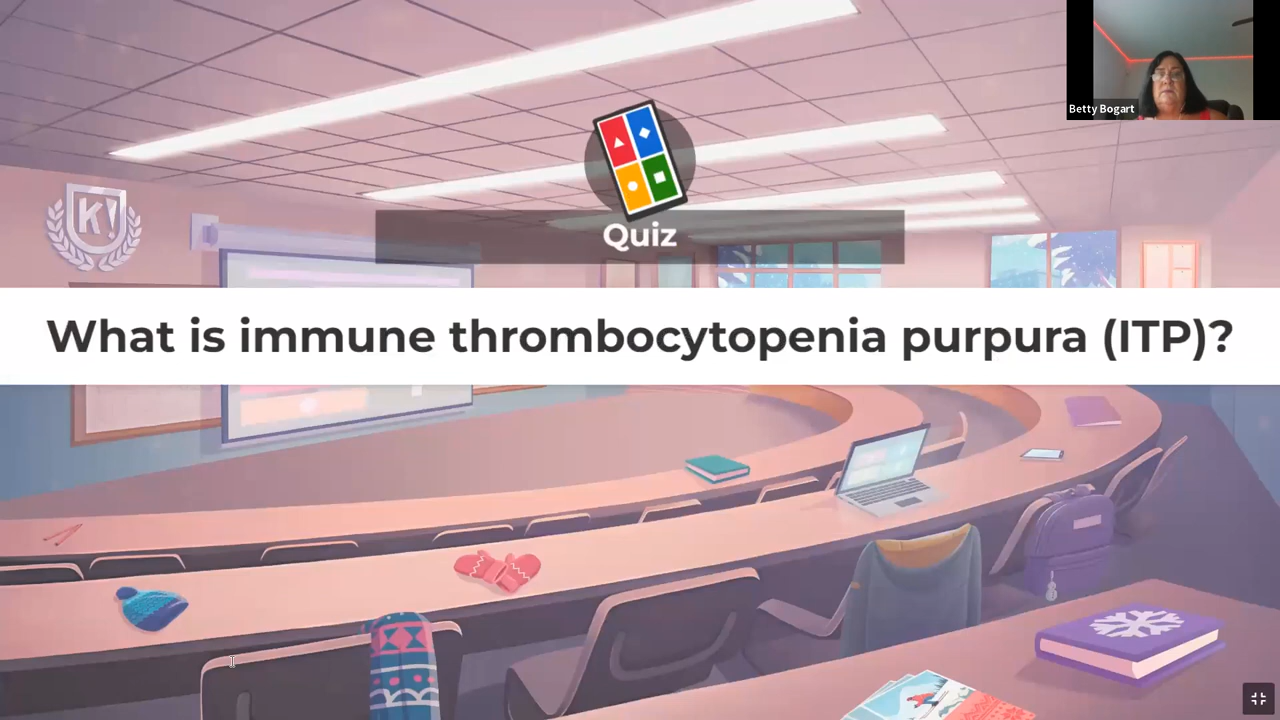 Betty Bogart
K!
Quiz
What is immune thrombocytopenia purpura (ITP)?